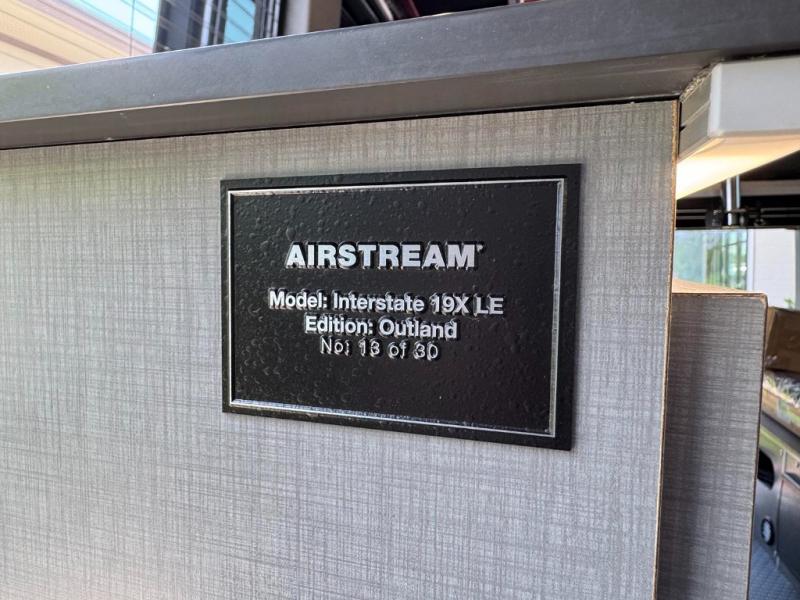 AIRSTREAM
Model: Interstate 19X LE
Edition: Outland
No: 13 of 30